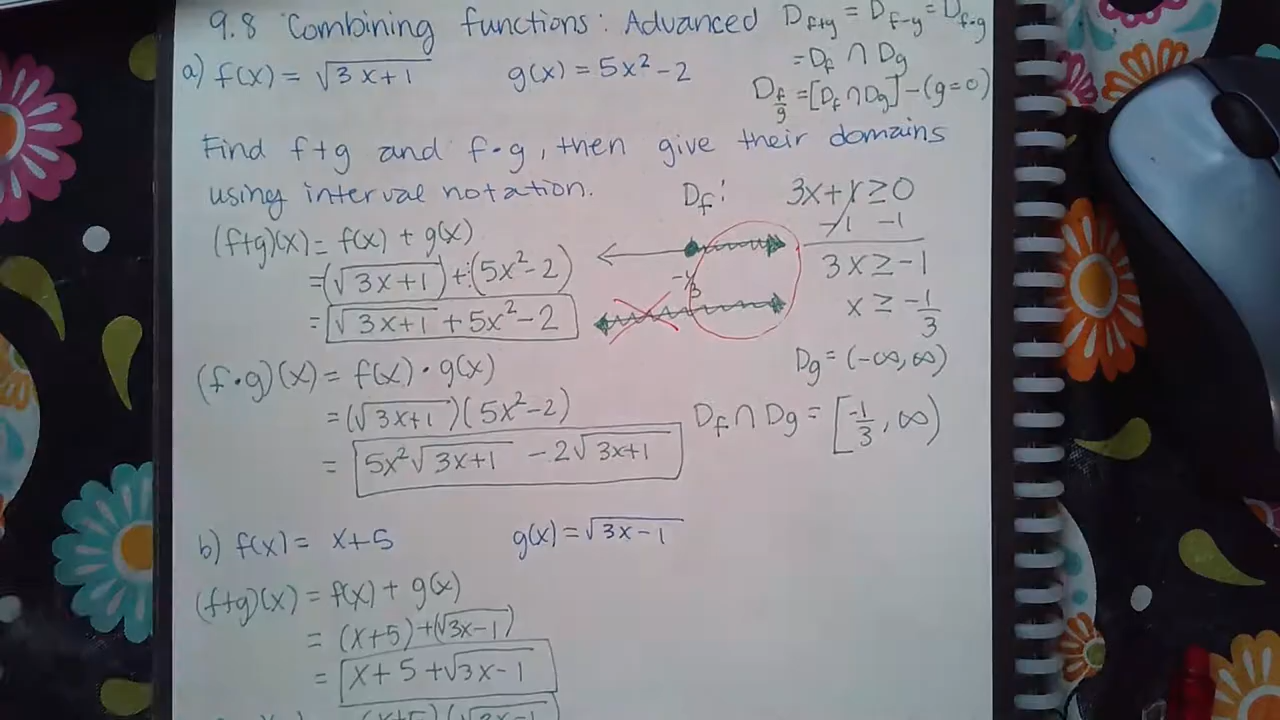 9.8 Combining functions: Advanced
D_{f+y} = D_{f-y} = D_{f•g}
= D_f ∩ D_g
D_{f/g} = [D_f ∩ D_g] - (g=0)
a) f(x) = √(3x+1)   g(x) = 5x² - 2
Find f+g and f•g, then give their domains
using interval notation.
(f+g)(x) = f(x) + g(x)
= (√(3x+1)) + (5x² - 2)
= √(3x+1) + 5x² - 2
(f•g)(x) = f(x) • g(x)
= (√(3x+1))(5x² - 2)
= 5x²√(3x+1) - 2√(3x+1)
D_f: 3x+1 ≥ 0
-1 -1
3x ≥ -1
x ≥ -1/3
-1/3
D_g = (-∞, ∞)
D_f ∩ D_g = [-1/3, ∞)
b) f(x) = x+5   g(x) = √(3x-1)
(f+g)(x) = f(x) + g(x)
= (x+5) + (√(3x-1))
= x + 5 + √(3x-1)
(x+5)(√(3x-1)